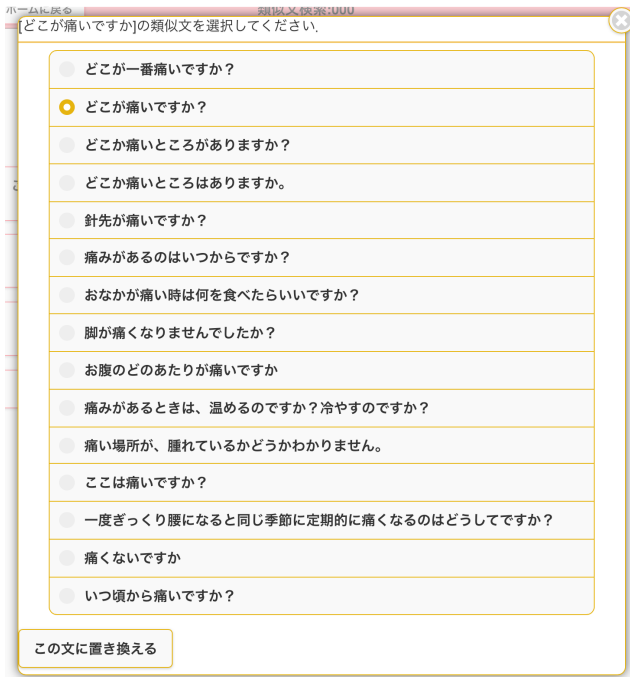 ホームに戻る
類似文検索:000
[どこが痛いですか]の類似文を選択してください.
どこが一番痛いですか？
どこが痛いですか？
どこか痛いところがありますか？
どこか痛いところはありますか。
針先が痛いですか？
痛みがあるのはいつからですか？
おなかが痛い時は何を食べたらいいですか？
脚が痛くなりませんでしたか？
お腹のどのあたりが痛いですか
痛みがあるときは、温めるのですか？冷やすのですか？
痛い場所が、腫れているかどうかわかりません。
ここは痛いですか？
一度ぎっくり腰になると同じ季節に定期的に痛くなるのはどうしてですか？
痛くないですか
いつ頃から痛いですか？
この文に置き換える